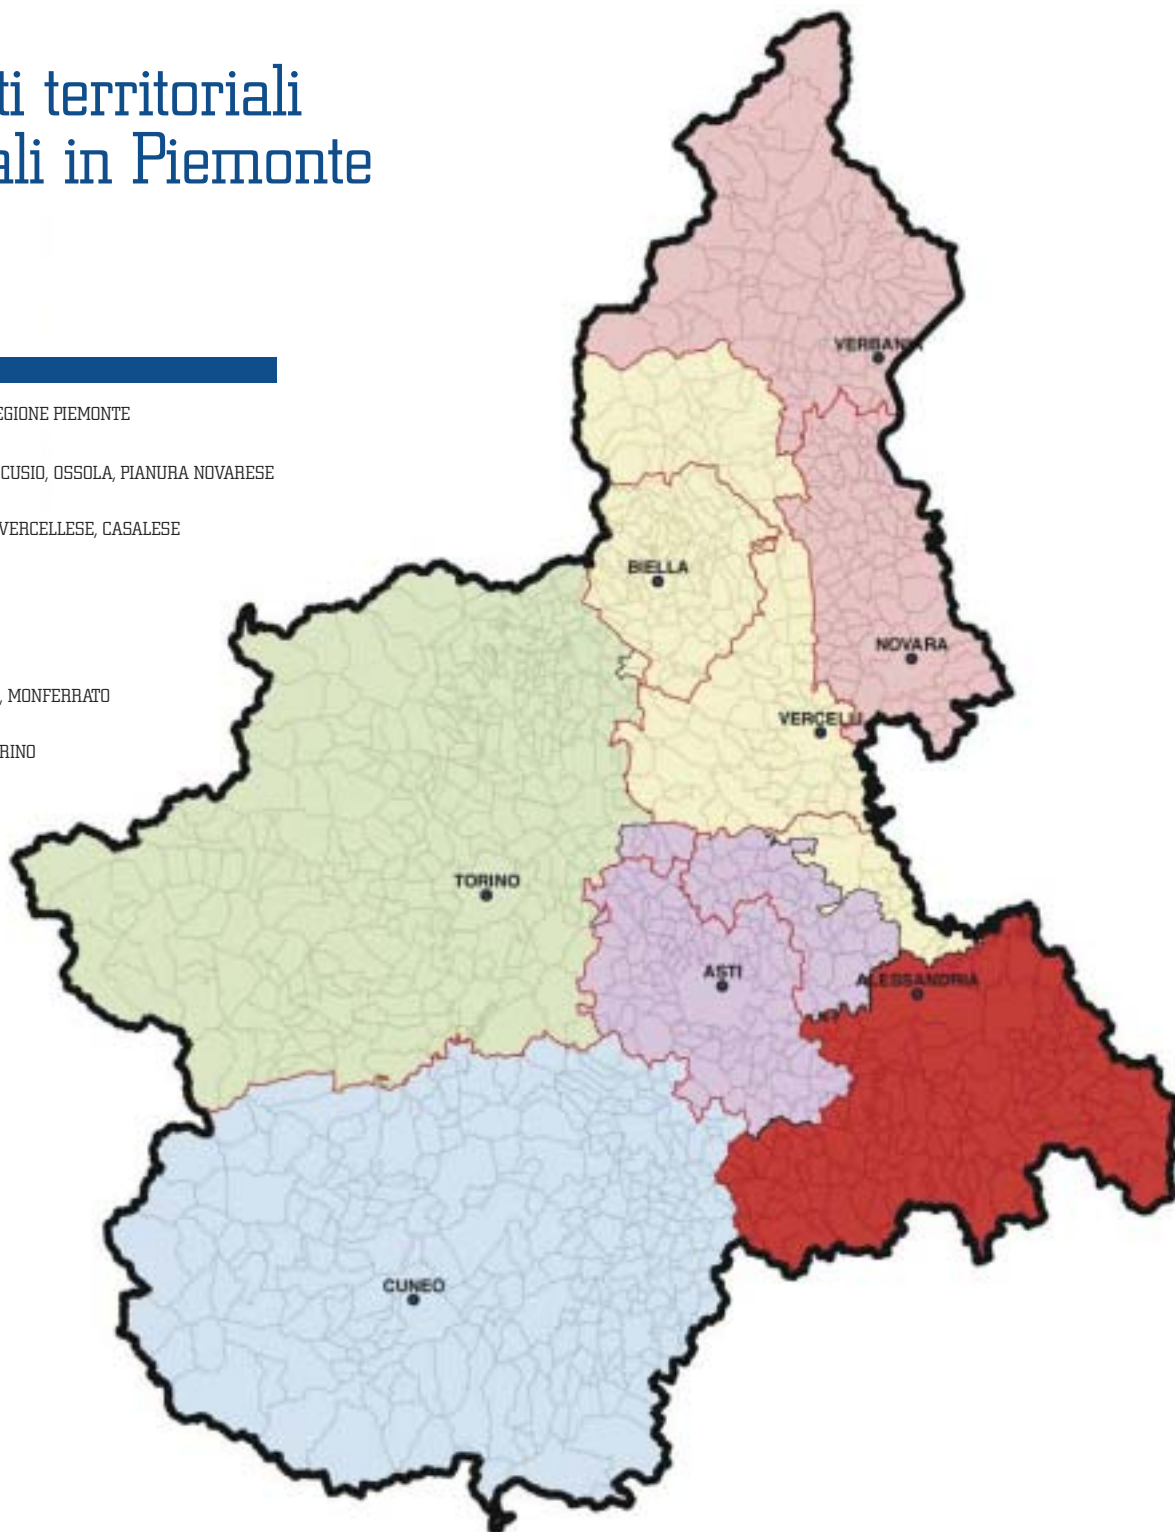 ti territoriali
ali in Piemonte
EGIONE PIEMONTE
CUSIO, OSSOLA, PIANURA NOVARESE
VERCELLESE, CASALESE
, MONFERRATO
RINO
VERBANIA
BIELLA
NOVARA
VERCELLI
TORINO
ASTI
ALESSANDRIA
CUNEO